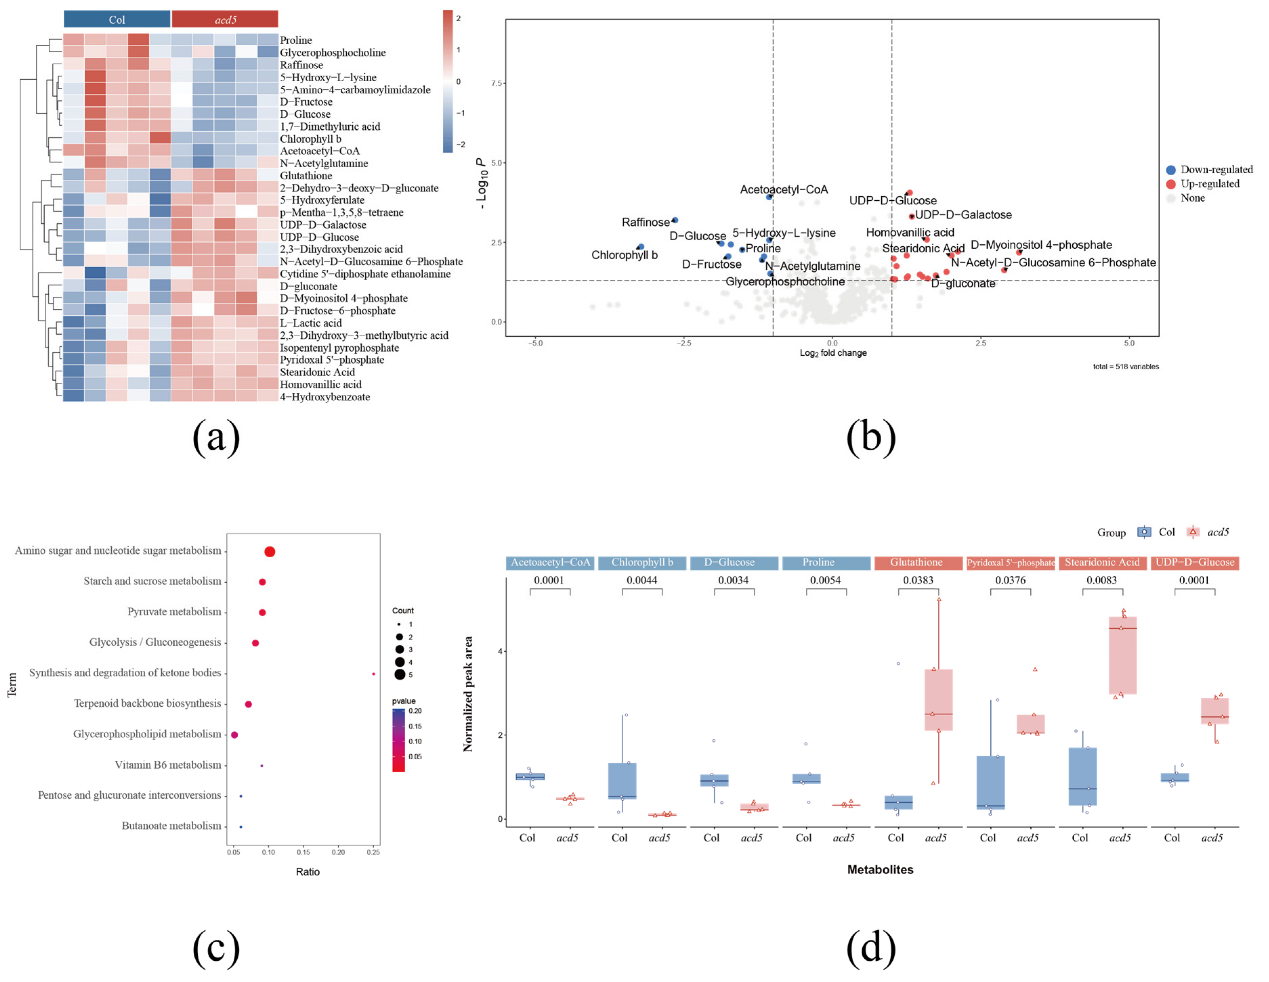 Col
acd5
Proline
Glycerophosphocholine
Raffinose
5-Hydroxy-L-lysine
5-Amino-4-carbamoylimidazole
D-Fructose
D-Glucose
1,7-Dimethyluric acid
Chlorophyll b
Acetoacetyl-CoA
N-Acetylglutamine
Glutathione
2-Dehydro-3-deoxy-D-gluconate
5-Hydroxyferulate
p-Mentha-1,3,5,8-tetraene
UDP-D-Galactose
UDP-D-Glucose
2,3-Dihydroxybenzoic acid
N-Acetyl-D-Glucosamine 6-Phosphate
Cytidine 5'-diphosphate ethanolamine
D-gluconate
D-Myoinositol 4-phosphate
D-Fructose-6-phosphate
L-Lactic acid
2,3-Dihydroxy-3-methylbutyric acid
Isopentenyl pyrophosphate
Pyridoxal 5'-phosphate
Stearidonic Acid
Homovanillic acid
4-Hydroxybenzoate
2
1
0
-1
-2
(a)
- Log10 P
7.5
5.0
2.5
0.0
-5.0
-2.5
0.0
2.5
5.0
Log2 fold change
total = 518 variables
Acetoacetyl-CoA
UDP-D-Glucose
Raffinose
UDP-D-Galactose
D-Glucose
5-Hydroxy-L-lysine
Homovanillic acid
Chlorophyll b
Proline
Stearidonic Acid
D-Myoinositol 4-phosphate
D-Fructose
N-Acetylglutamine
N-Acetyl-D-Glucosamine 6-Phosphate
Glycerophosphocholine
D-gluconate
Down-regulated
Up-regulated
None
(b)
Term
Amino sugar and nucleotide sugar metabolism
Starch and sucrose metabolism
Pyruvate metabolism
Glycolysis / Gluconeogenesis
Synthesis and degradation of ketone bodies
Terpenoid backbone biosynthesis
Glycerophospholipid metabolism
Vitamin B6 metabolism
Pentose and glucuronate interconversions
Butanoate metabolism
0.05 0.10 0.15 0.20 0.25
Ratio
Count
1
2
3
4
5
pvalue
0.20
0.15
0.10
0.05
(c)
Group Col acd5
Acetoacetyl-CoA Chlorophyll b D-Glucose Proline Glutathione Pyridoxal 5'-phosphate Stearidonic Acid UDP-D-Glucose
0.0001 0.0044 0.0034 0.0054 0.0383 0.0376 0.0083 0.0001
Normalized peak area
4
2
0
Col acd5 Col acd5 Col acd5 Col acd5 Col acd5 Col acd5 Col acd5 Col acd5
Metabolites
(d)